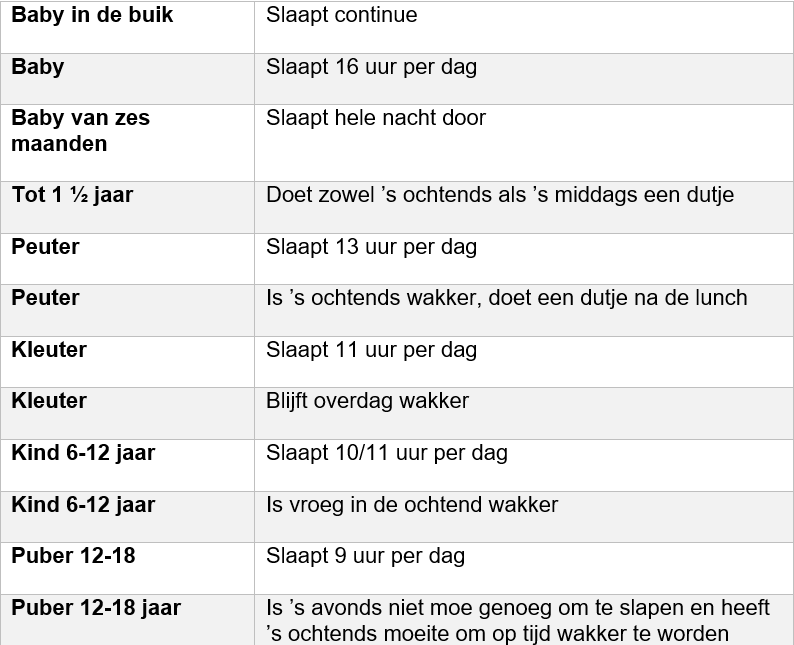 Baby in de buik Slaapt continue
Baby Slaapt 16 uur per dag
Baby van zes Slaapt hele nacht door
maanden
Tot 1 ½ jaar Doet zowel ’s ochtends als ’s middags een dutje
Peuter Slaapt 13 uur per dag
Peuter Is ’s ochtends wakker, doet een dutje na de lunch
Kleuter Slaapt 11 uur per dag
Kleuter Blijft overdag wakker
Kind 6-12 jaar Slaapt 10/11 uur per dag
Kind 6-12 jaar Is vroeg in de ochtend wakker
Puber 12-18 Slaapt 9 uur per dag
Puber 12-18 jaar Is ’s avonds niet moe genoeg om te slapen en heeft
’s ochtends moeite om op tijd wakker te worden